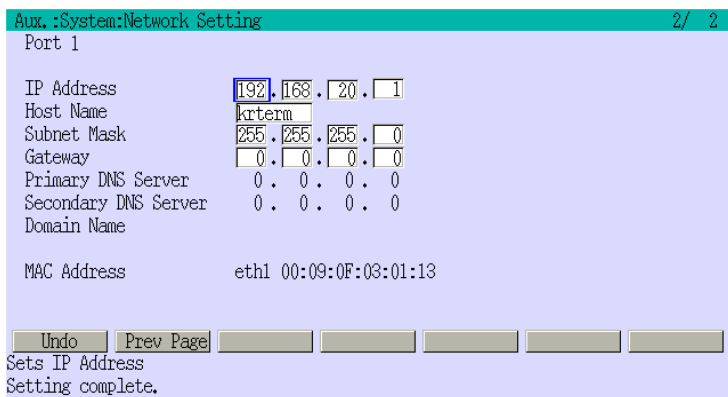 Aux.:System:Network Setting 2/ 2
Port 1
IP Address 192. 168. 20. 1
Host Name krterm
Subnet Mask 255. 255. 255. 0
Gateway 0. 0. 0. 0
Primary DNS Server 0. 0. 0. 0
Secondary DNS Server 0. 0. 0. 0
Domain Name
MAC Address eth1 00:09:0F:03:01:13
Undo Prev Page
Sets IP Address
Setting complete.